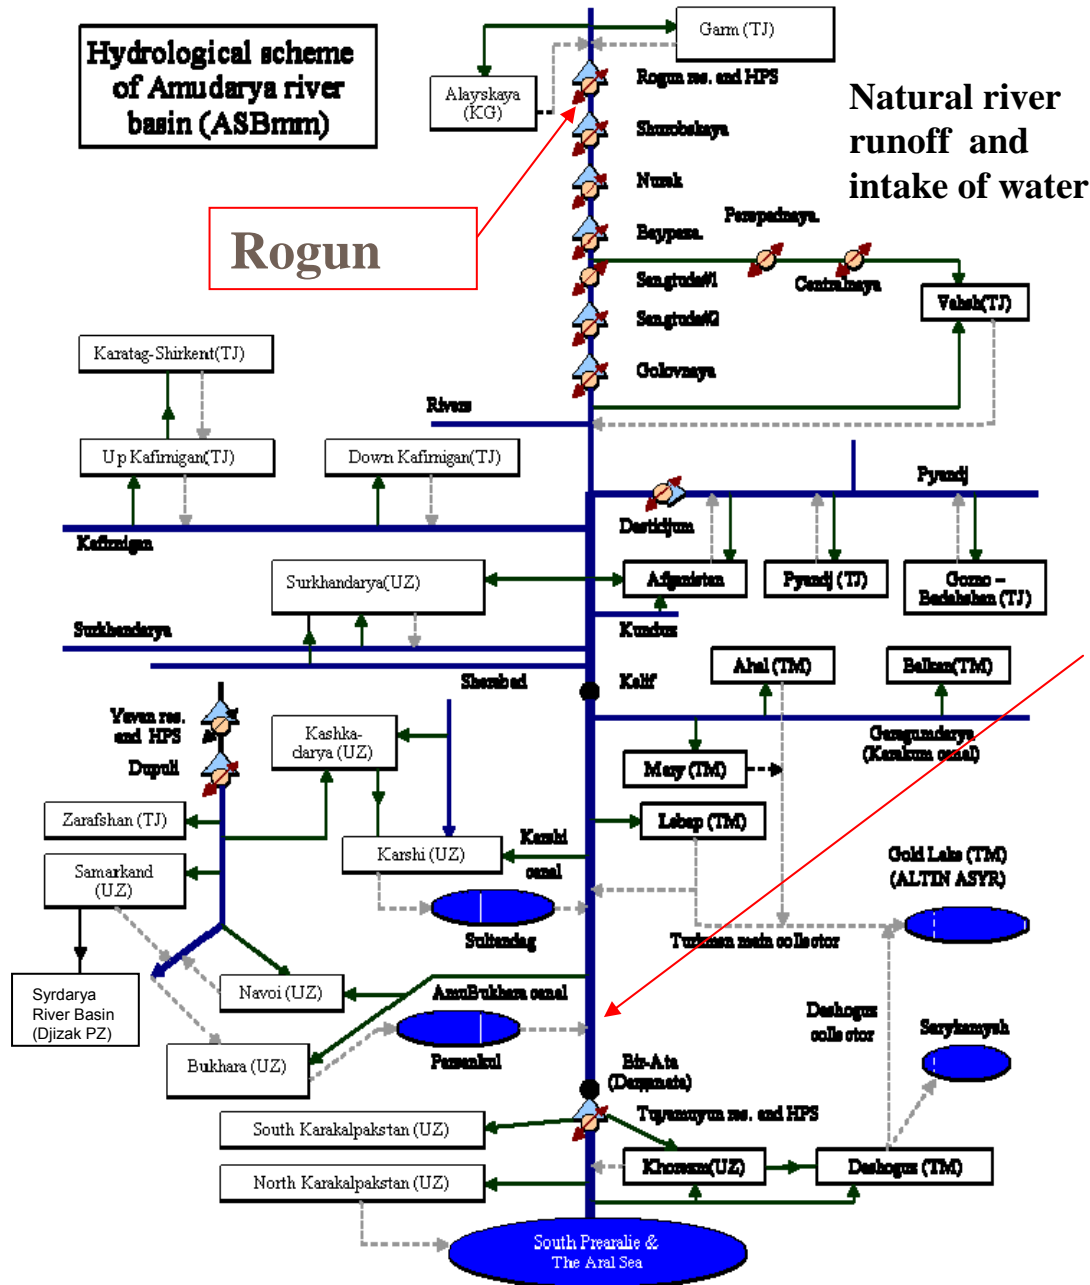 Hydrological scheme
of Amudarya river
basin (ASBmm)
Garm (TJ)
Alayskaya
(KG)
Rogun res. and HPS
Natural river
runoff and
intake of water
Shurobskaya
Nurek
Rogun
Baypaza
Perepadnaya
Sangtuda#1
Centralnaya
Vahsh(TJ)
Sangtuda#2
Golovnaya
Karatag-Shirkent(TJ)
Rivers
Up Kafirnigan(TJ)
Down Kafirnigan(TJ)
Pyandj
Dastidjum
Kafirnigan
Surkhandarya(UZ)
Afganistan
Pyandj (TJ)
Gorno –
Badahshan (TJ)
Surkhandarya
Kunduz
Sherabad
Kelif
Ahal (TM)
Balkan(TM)
Yavan res.
and HPS
Kashka-
darya (UZ)
Garagumdarya
(Karakum canal)
Dupuli
Mary (TM)
Zarafshan (TJ)
Lebap (TM)
Karshi (UZ)
Karshi
canal
Samarkand
(UZ)
Gold Lake (TM)
(ALTIN ASYR)
Sultandag
Turkmen main collector
Syrdarya
River Basin
(Djizak PZ)
Navoi (UZ)
AmuBukhara canal
Dashoguz
collector
Sarykamysh
Bukhara (UZ)
Parsankul
Bir-Ata
(Darganata)
Tuyamuyun res. and HPS
South Karakalpakstan (UZ)
Khorezm(UZ)
Dashoguz (TM)
North Karakalpakstan (UZ)
South Prearalie &
The Aral Sea